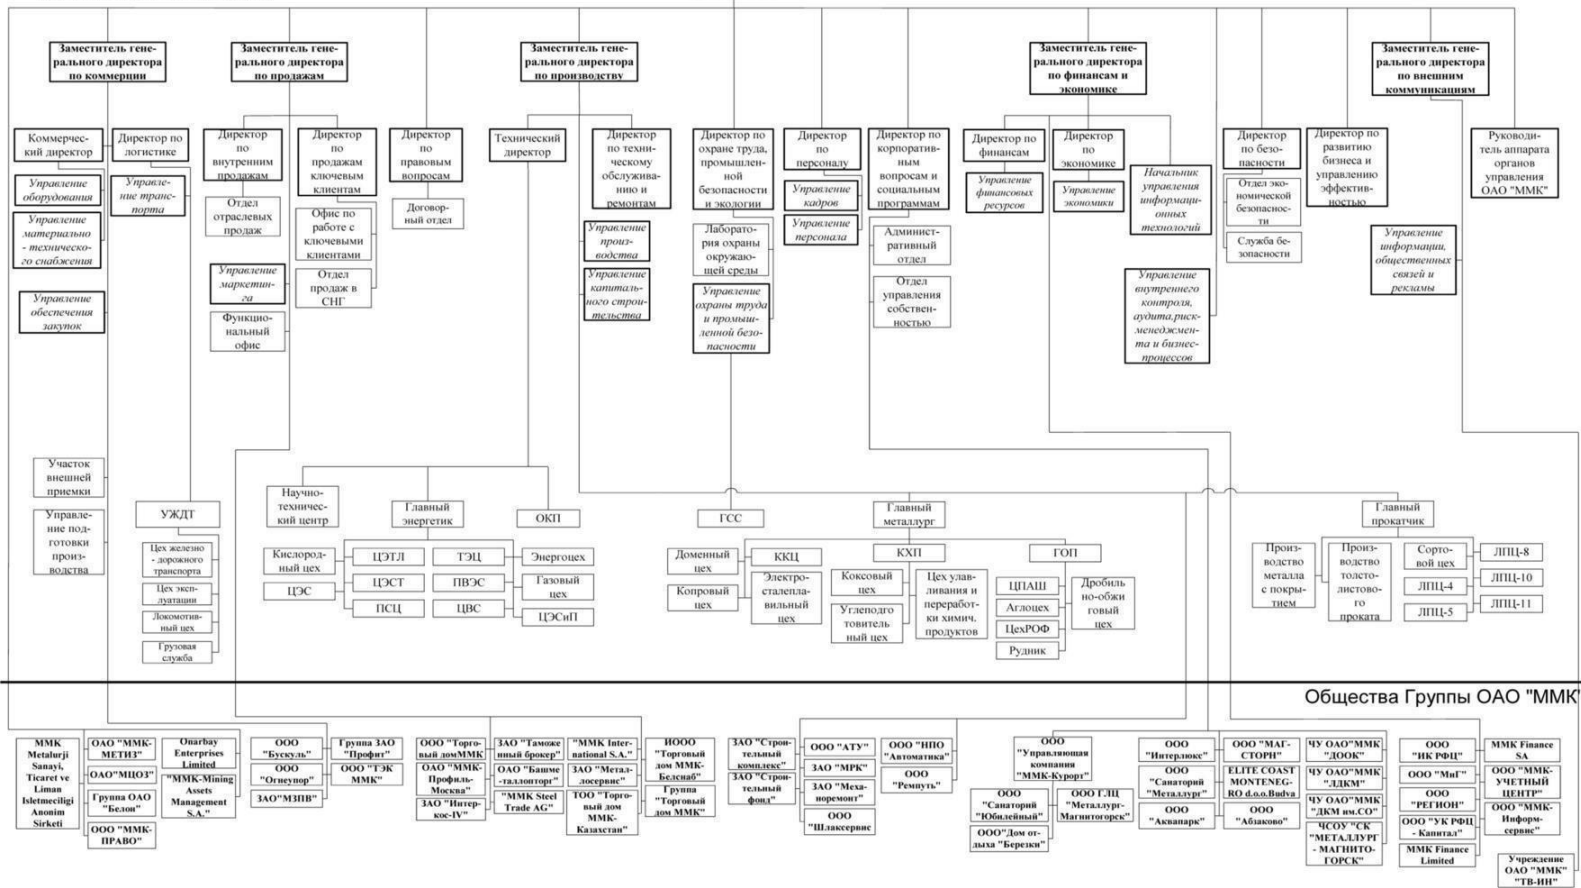 Заместитель гене-
рального директора
по коммерции
Заместитель гене-
рального директора
по продажам
Заместитель гене-
рального директора
по производству
Заместитель гене-
рального директора
по финансам и
экономике
Заместитель гене-
рального директора
по внешним
коммуникациям
Коммерчес-
кий директор
Директор по
логистике
Директор
по
внутренним
продажам
Директор по
продажам
ключевым
клиентам
Директор
по
правовым
вопросам
Технический
директор
Директор
по техни-
ческому
обслужива-
нию и
ремонтам
Директор по
охране труда,
промышлен-
ной
безопасности
и экологии
Директор
по
персоналу
Директор по
корпоратив-
ным
вопросам и
социальным
программам
Директор по
финансам
Директор
по
экономике
Начальник
управления
информаци-
онных
технологий
Директор
по безо-
пасности
Директор по
развитию
бизнеса и
управлению
эффектив-
ностью
Руководи-
тель аппарата
органов
управления
ОАО "ММК"
Управление
оборудования
Управление
материально
- техническо-
го снабжения
Управление
обеспечения
закупок
Управле-
ние транс-
порта
Отдел
отраслевых
продаж
Управление
маркетин-
га
Функцио-
нальный
офис
Офис по
работе с
ключевыми
клиентами
Отдел
продаж в
СНГ
Договор-
ный отдел
Управление
произ-
водства
Управление
капиталь-
ного строи-
тельства
Лаборато-
рия охраны
окружаю-
щей среды
Управление
охраны труда
и промыш-
ленной безо-
пасности
Управление
кадров
Управление
персонала
Админист-
ративный
отдел
Отдел
управления
собствен-
ностью
Управление
финансовых
ресурсов
Управление
экономики
Управление
внутреннего
контроля,
аудита,риск-
менеджмен-
та и бизнес-
процессов
Отдел эко-
номической
безопаснос-
ти
Служба бе-
зопасности
Управление
информации,
общественных
связей и
рекламы
Участок
внешней
приемки
Управле-
ние под-
готовки
произ-
водства
УЖДТ
Цех железно
- дорожного
транспорта
Цех экс-
плуатации
Локомотив-
ный цех
Грузовая
служба
Научно-
техничес-
кий центр
Главный
энергетик
ОКП
Кислород-
ный цех
ЦЭС
ЦЭТЛ
ЦЭСТ
ПСЦ
ТЭЦ
ПВЭС
ЦВС
Энергоцех
Газовый
цех
ЦЭСиП
ГСС
Главный
металлург
Доменный
цех
Копровый
цех
ККЦ
Электро-
сталепла-
вильный
цех
КХП
Коксовый
цех
Углеподго
товитель
ный цех
Цех улав-
ливания и
переработ-
ки химич.
продуктов
ГОП
ЦПАШ
Аглоцех
ЦехРОФ
Рудник
Дробиль
но-обжи
говый
цех
Главный
прокатчик
Произ-
водство
металла
с покры-
тием
Произ-
водство
толсто-
листово-
го
проката
Сорто-
вой цех
ЛПЦ-4
ЛПЦ-5
ЛПЦ-8
ЛПЦ-10
ЛПЦ-11
Общества Группы ОАО "ММК"
MMK
Metalurji
Sanayi,
Ticaret ve
Liman
Isletmeciligi
Anonim
Sirketi
ОАО "ММК-
МЕТИЗ"
ОАО"МЦОЗ"
Группа ОАО
"Белон"
ООО "ММК-
ПРАВО"
Onarbay
Enterprises
Limited
"MMK-Mining
Assets
Management
S.A."
ООО
"Бускуль"
ООО
"Огнеупор"
ЗАО"МЗПВ"
Группа ЗАО
"Профит"
ООО "ТЭК
ММК"
ООО "Торго-
вый домММК
ОАО "ММК-
Профиль-
Москва"
ЗАО "Интер-
кос-IV"
ЗАО "Таможе
нный брокер"
ОАО "Башме
-таллопторг"
"MMK Steel
Trade AG"
"MMK Inter-
national S.A."
ЗАО "Метал-
лосервис"
ТОО "Торго-
вый дом
ММК-
Казахстан"
ИООО
"Торговый
дом ММК-
Белснаб"
Группа
"Торговый
дом ММК"
ЗАО "Строи-
тельный
комплекс"
ЗАО "Строи-
тельный
фонд"
ООО "АТУ"
ЗАО "МРК"
ЗАО "Меха-
норемонт"
ООО
"Шлаксервис
ООО "НПО
"Автоматика"
ООО
"Ремпуть"
ООО
"Управляющая
компания
"ММК-Курорт"
ООО
"Санаторий
"Юбилейный"
ООО"Дом от-
дыха "Березки"
ООО ГЛЦ
"Металлург-
Магнитогорск"
ООО
"Интерлюкс"
ООО
"Санаторий
"Металлург"
ООО
"Аквапарк"
ООО "МАГ-
СТОРН"
ELITE COAST
MONTENEG-
RO d.o.o.Budva
ООО
"Абзаково"
ЧУ ОАО"ММК
"ДООК"
ЧУ ОАО"ММК
"ЛДКМ"
ЧУ ОАО"ММК
"ДКМ им.СО"
ЧСОУ "СК
"МЕТАЛЛУРГ
- МАГНИТО-
ГОРСК"
ООО
"ИК РФЦ"
ООО "МиГ"
ООО
"РЕГИОН"
ООО "УК РФЦ
- Капитал"
MMK Finance
Limited
MMK Finance
SA
ООО "ММК-
УЧЕТНЫЙ
ЦЕНТР"
ООО "ММК-
Информ-
сервис"
Учреждение
ОАО "ММК"
"ТВ-ИН"